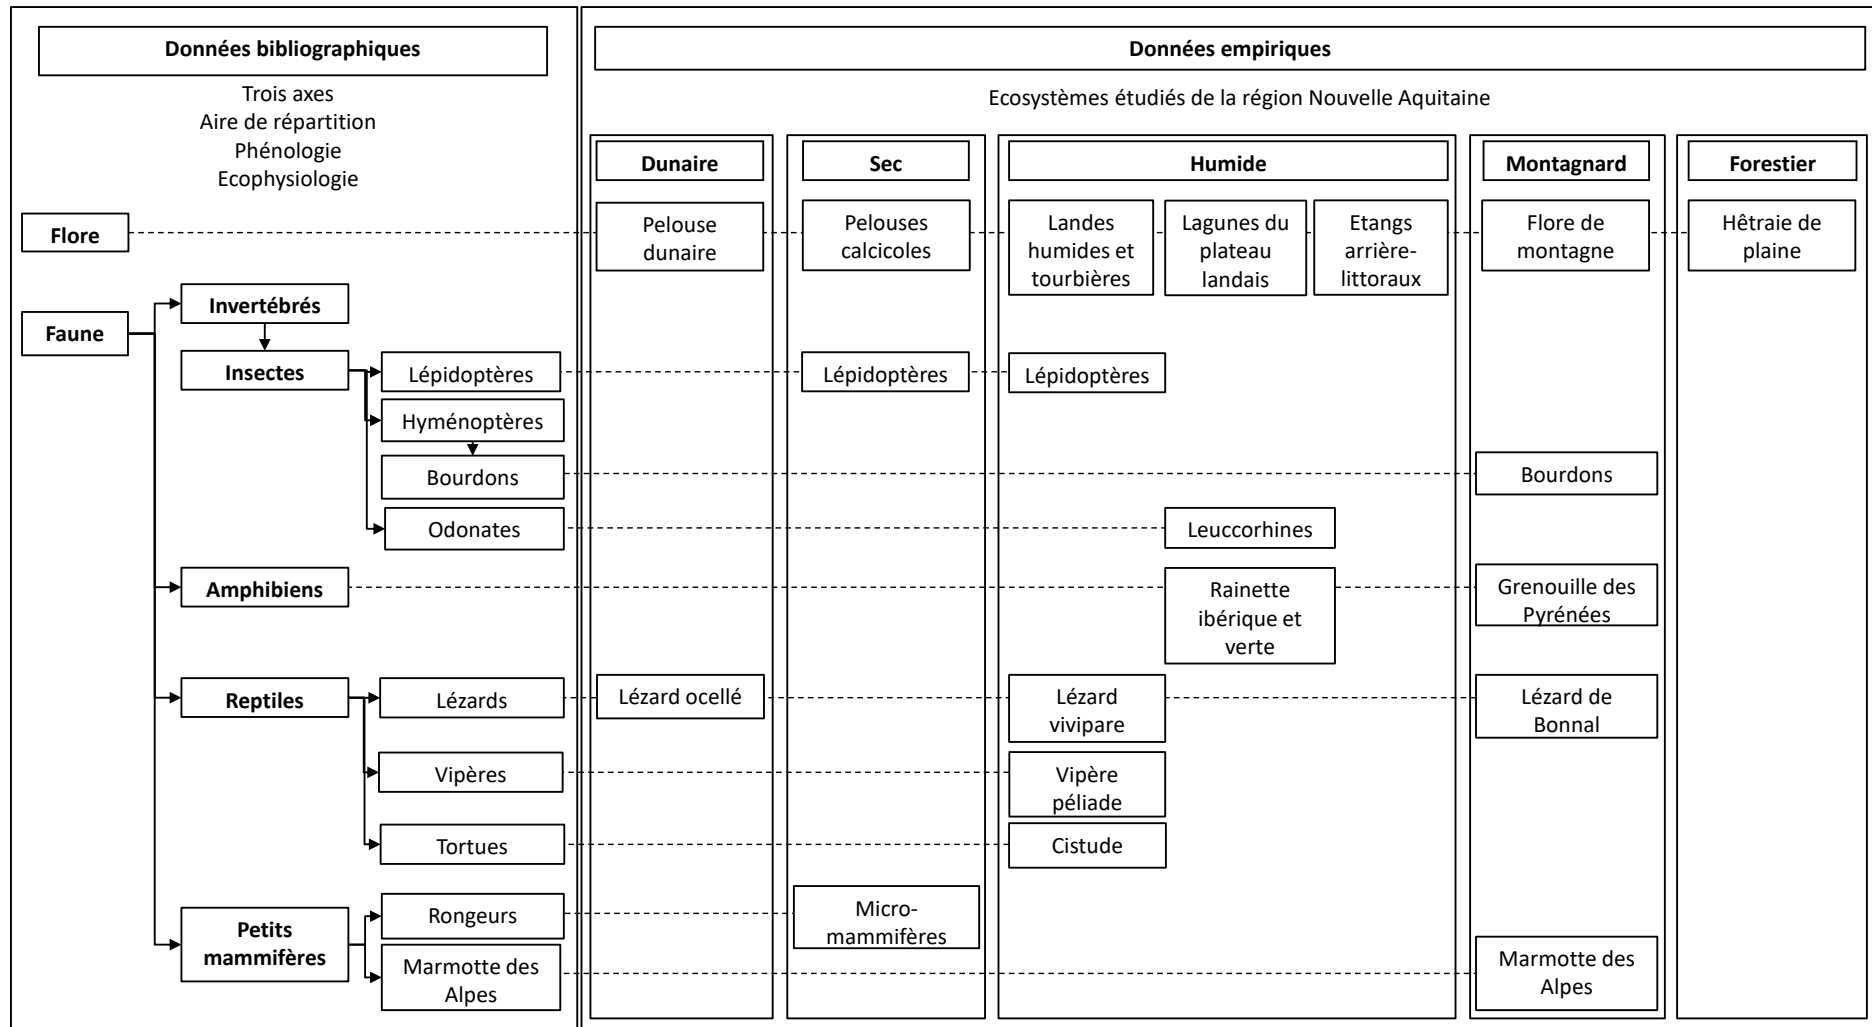 Données bibliographiques
Trois axes
Aire de répartition
Phénologie
Ecophysiologie
Données empiriques
Ecosystèmes étudiés de la région Nouvelle Aquitaine
Dunaire
Sec
Humide
Montagnard
Forestier
Flore
Pelouse
dunaire
Pelouses
calcicoles
Landes
humides et
tourbières
Lagunes du
plateau
landais
Etangs
arrière-
littoraux
Flore de
montagne
Hêtraie de
plaine
Faune
Invertébrés
Insectes
Lépidoptères
Lépidoptères
Lépidoptères
Hyménoptères
Bourdons
Bourdons
Odonates
Leuccorhines
Amphibiens
Rainette
ibérique et
verte
Grenouille des
Pyrénées
Reptiles
Lézards
Lézard ocellé
Lézard
vivipare
Lézard de
Bonnal
Vipères
Vipère
péliade
Tortues
Cistude
Petits
mammifères
Rongeurs
Micro-
mammifères
Marmotte des
Alpes
Marmotte des
Alpes